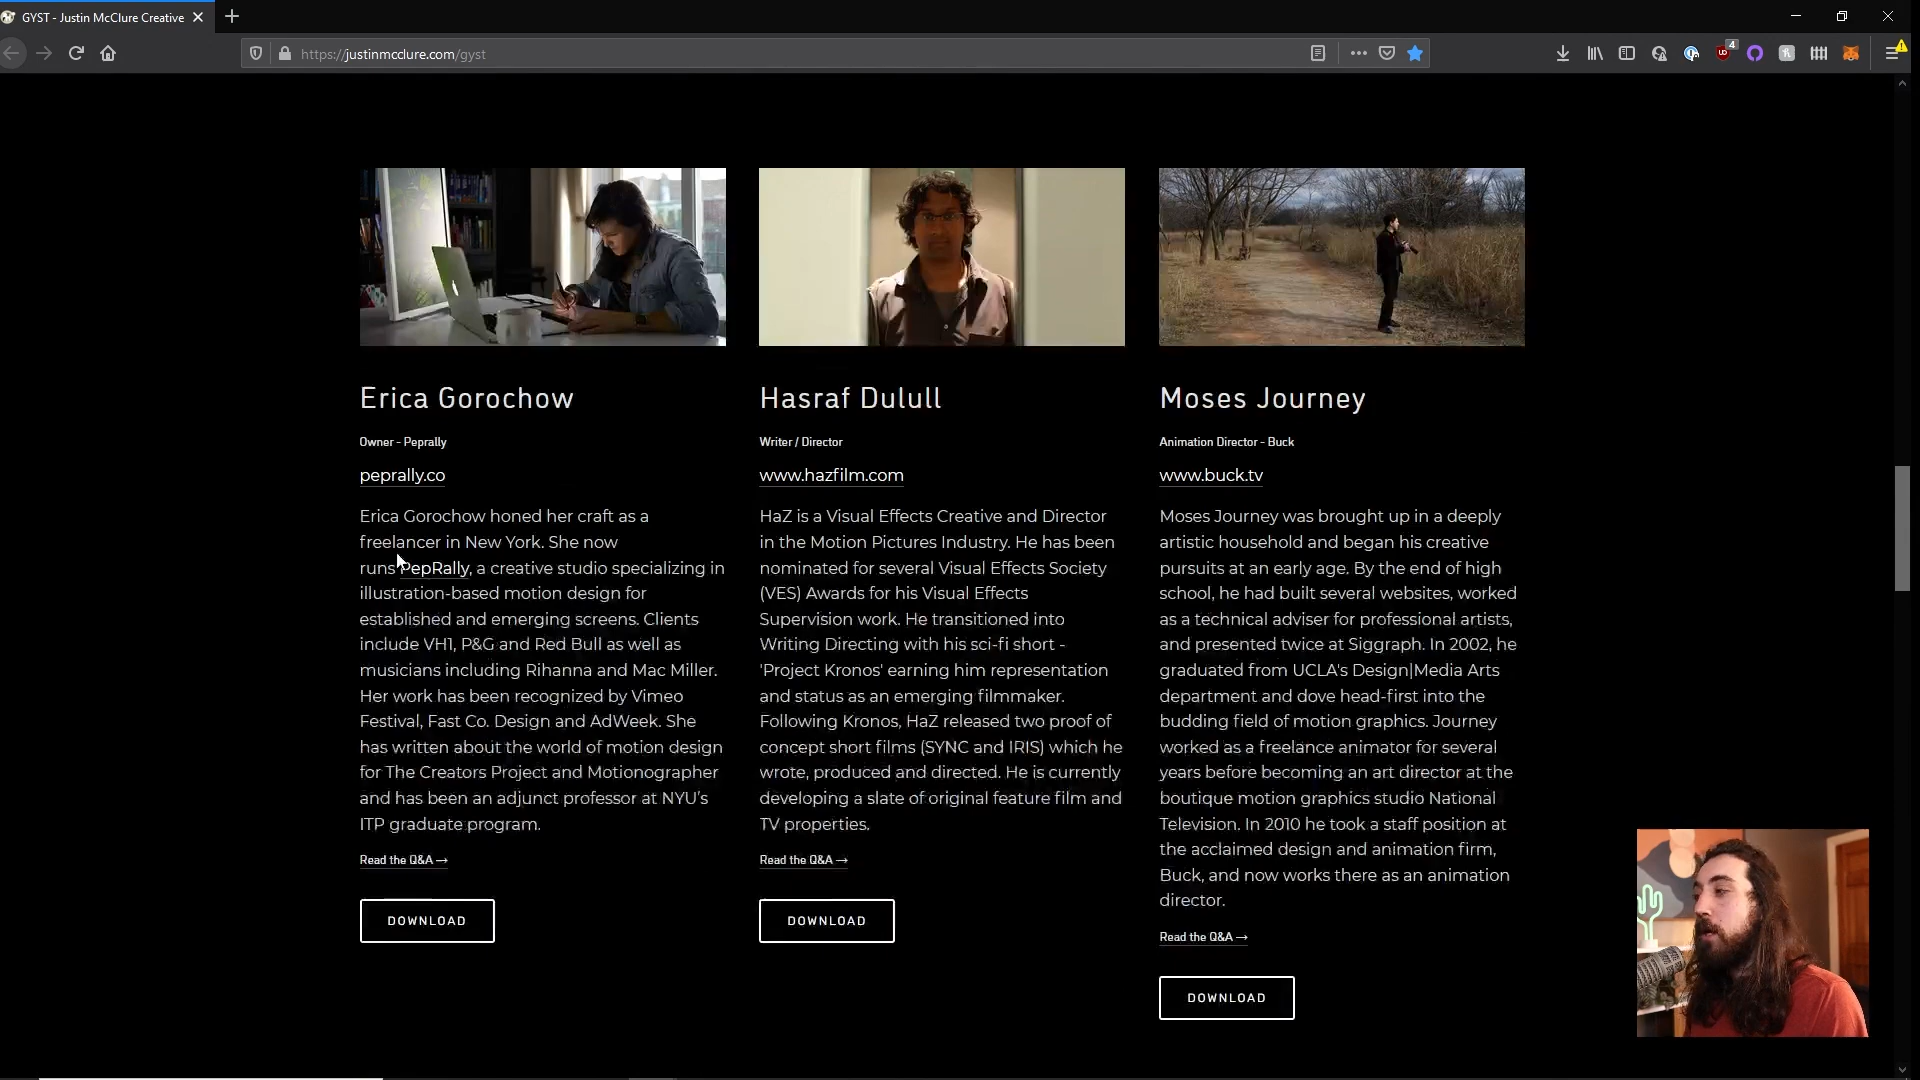 GYST - Justin McClure Creative
https://justinmcclure.com/gyst
4
Erica Gorochow
Owner - Peprally
peprally.co
Erica Gorochow honed her craft as a
freelancer in New York. She now
runs PepRally, a creative studio specializing in
illustration-based motion design for
established and emerging screens. Clients
include VH1, P&G and Red Bull as well as
musicians including Rihanna and Mac Miller.
Her work has been recognized by Vimeo
Festival, Fast Co. Design and AdWeek. She
has written about the world of motion design
for The Creators Project and Motionographer
and has been an adjunct professor at NYU's
ITP graduate program.
Read the Q&A →
DOWNLOAD
Hasraf Dulull
Writer / Director
www.hazfilm.com
HaZ is a Visual Effects Creative and Director
in the Motion Pictures Industry. He has been
nominated for several Visual Effects Society
(VES) Awards for his Visual Effects
Supervision work. He transitioned into
Writing Directing with his sci-fi short -
'Project Kronos' earning him representation
and status as an emerging filmmaker.
Following Kronos, HaZ released two proof of
concept short films (SYNC and IRIS) which he
wrote, produced and directed. He is currently
developing a slate of original feature film and
TV properties.
Read the Q&A →
DOWNLOAD
Moses Journey
Animation Director - Buck
www.buck.tv
Moses Journey was brought up in a deeply
artistic household and began his creative
pursuits at an early age. By the end of high
school, he had built several websites, worked
as a technical adviser for professional artists,
and presented twice at Siggraph. In 2002, he
graduated from UCLA's Design|Media Arts
department and dove head-first into the
budding field of motion graphics. Journey
worked as a freelance animator for several
years before becoming an art director at the
boutique motion graphics studio National
Television. In 2010 he took a staff position at
the acclaimed design and animation firm,
Buck, and now works there as an animation
director.
Read the Q&A →
DOWNLOAD